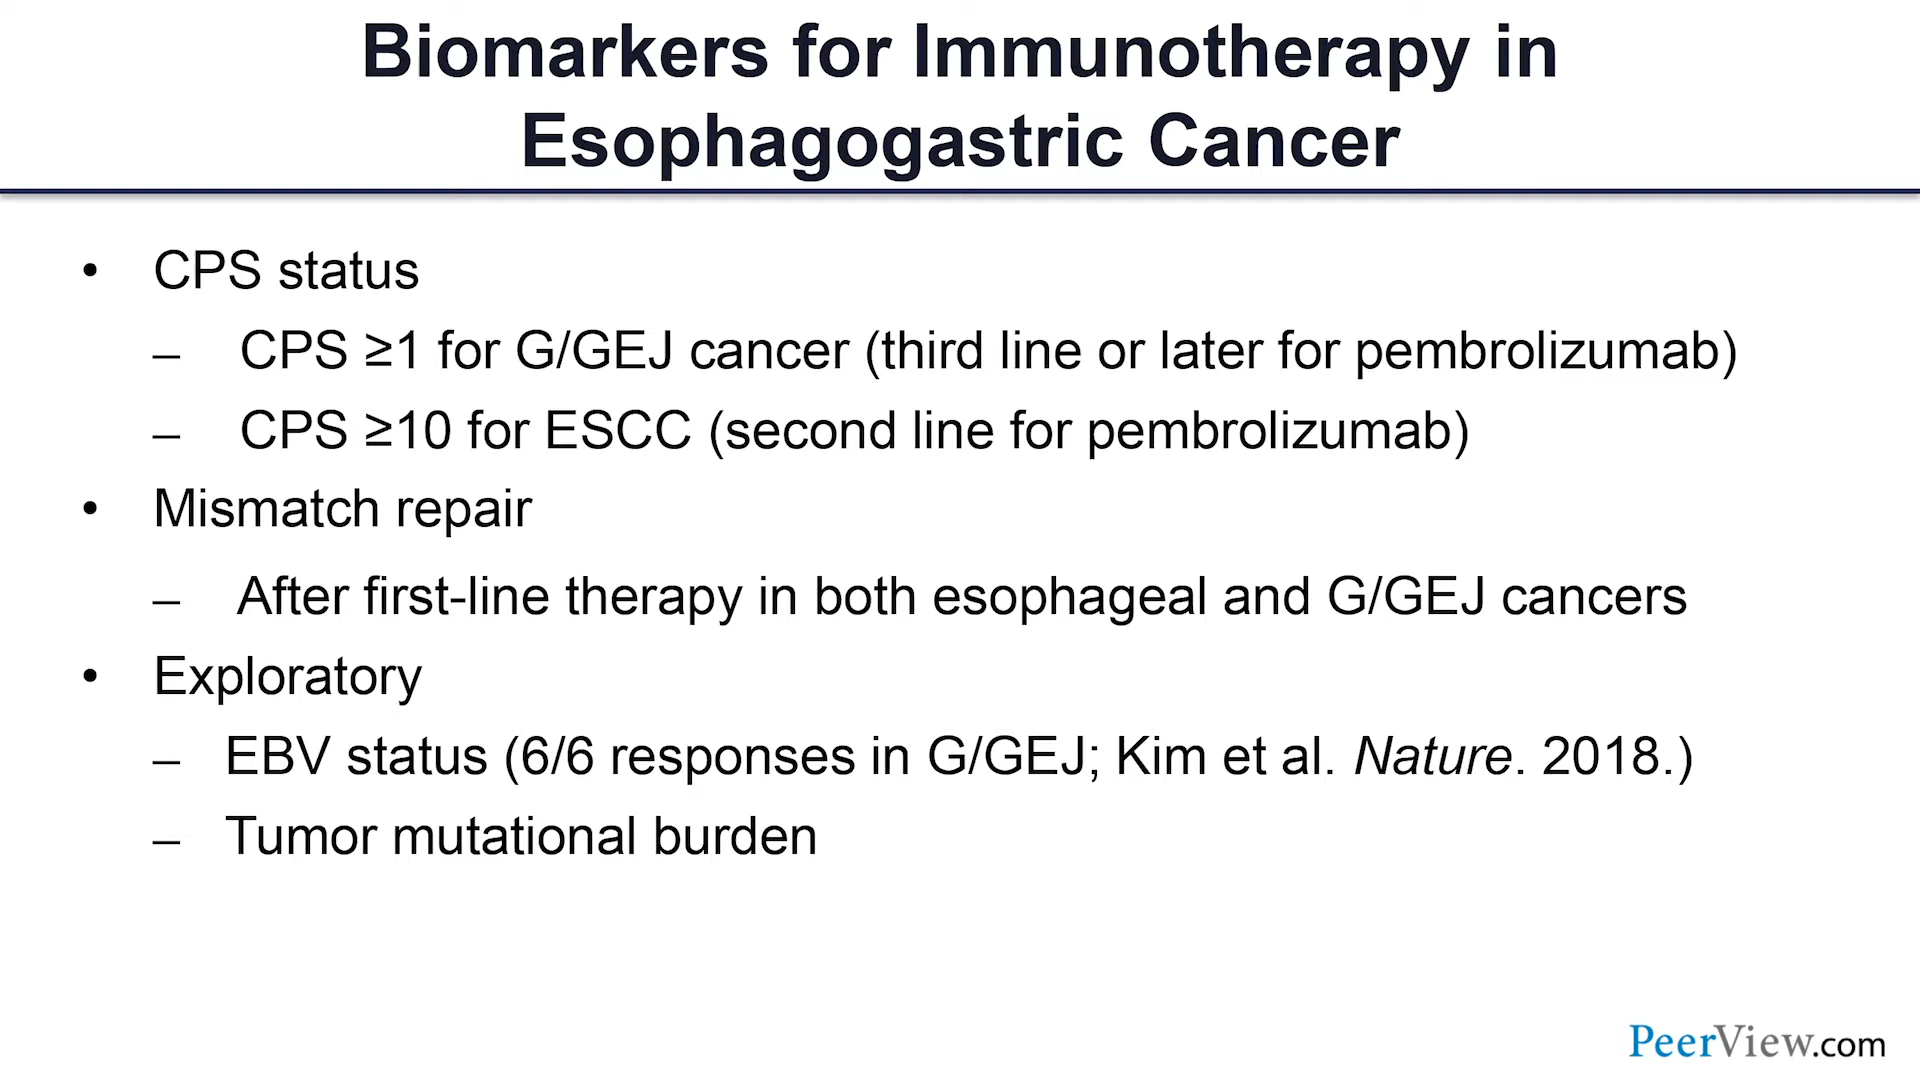 Biomarkers for Immunotherapy in
Esophagogastric Cancer
• CPS status
– CPS ≥1 for G/GEJ cancer (third line or later for pembrolizumab)
– CPS ≥10 for ESCC (second line for pembrolizumab)
• Mismatch repair
– After first-line therapy in both esophageal and G/GEJ cancers
• Exploratory
– EBV status (6/6 responses in G/GEJ; Kim et al. Nature. 2018.)
– Tumor mutational burden
PeerView.com